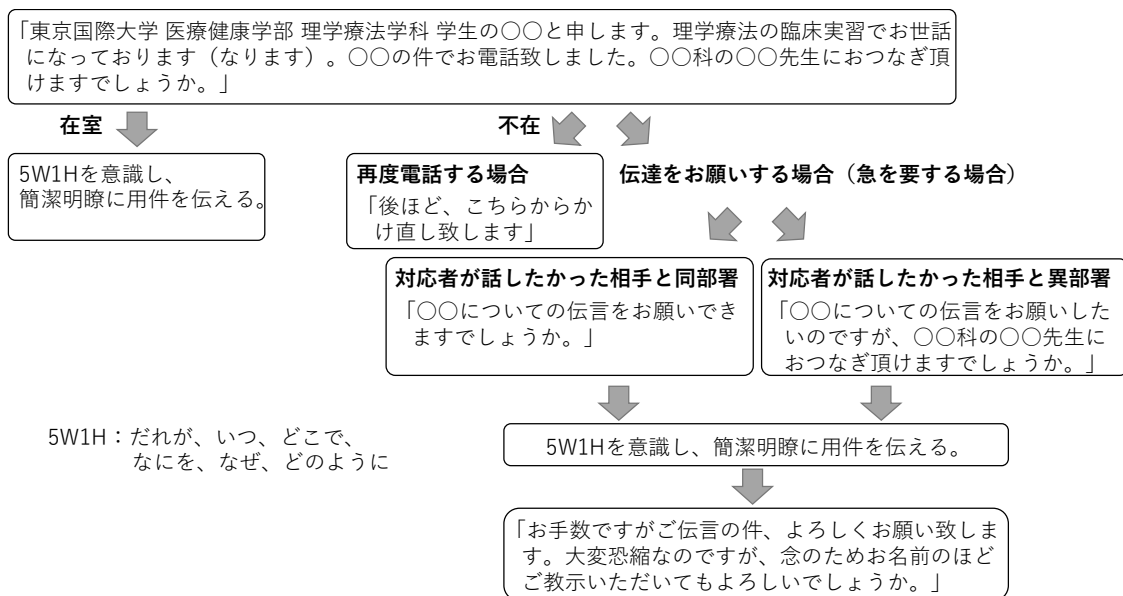 「東京国際大学 医療健康学部 理学療法学科 学生の〇〇と申します。理学療法の臨床実習でお世話
になっております（なります）。〇〇の件でお電話致しました。〇〇科の〇〇先生におつなぎ頂
けますでしょうか。」
在室
不在
5W1Hを意識し、
簡潔明瞭に用件を伝える。
再度電話する場合
「後ほど、こちらからか
け直し致します」
伝達をお願いする場合（急を要する場合）
対応者が話したかった相手と同部署
「〇〇についての伝言をお願いでき
ますでしょうか。」
対応者が話したかった相手と異部署
「〇〇についての伝言をお願いした
いのですが、〇〇科の〇〇先生に
おつなぎ頂けますでしょうか。」
5W1H：だれが、いつ、どこで、
なにを、なぜ、どのように
5W1Hを意識し、簡潔明瞭に用件を伝える。
「お手数ですがご伝言の件、よろしくお願い致しま
す。大変恐縮なのですが、念のためお名前のほど
ご教示いただいてもよろしいでしょうか。」